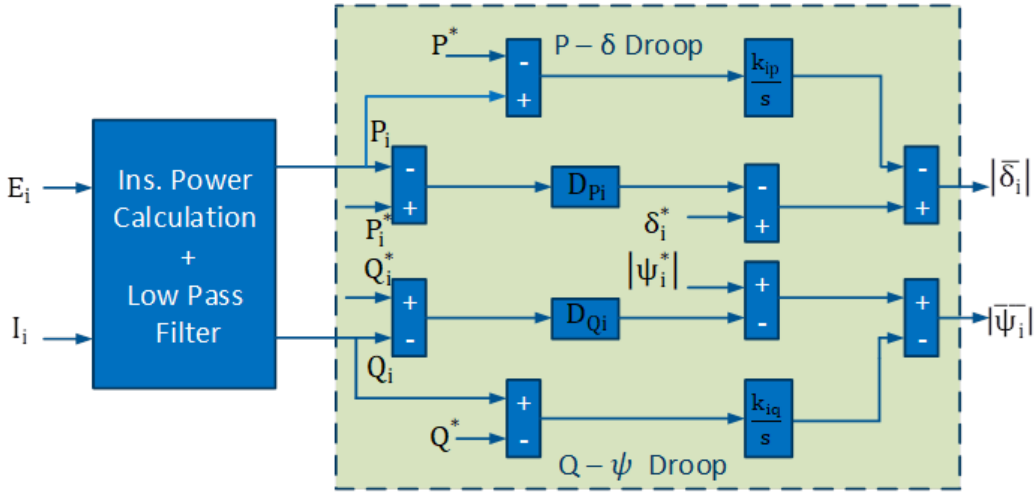 P – δ Droop
P*
-
+
k_ip
s
E_i
I_i
Ins. Power
Calculation
+
Low Pass
Filter
P_i
-
+
P_i*
D_Pi
-
+
δ_i*
-
+
|δ̅_i|
Q_i*
+
-
Q_i
D_Qi
|ψ_i*|
+
-
+
-
|ψ̅_i|
+
-
Q*
k_iq
s
Q – ψ Droop